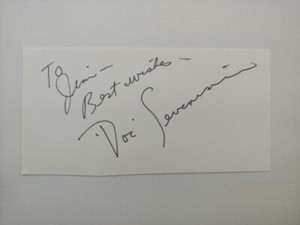 To
Jim—
Best wishes—
Doc Severinsen